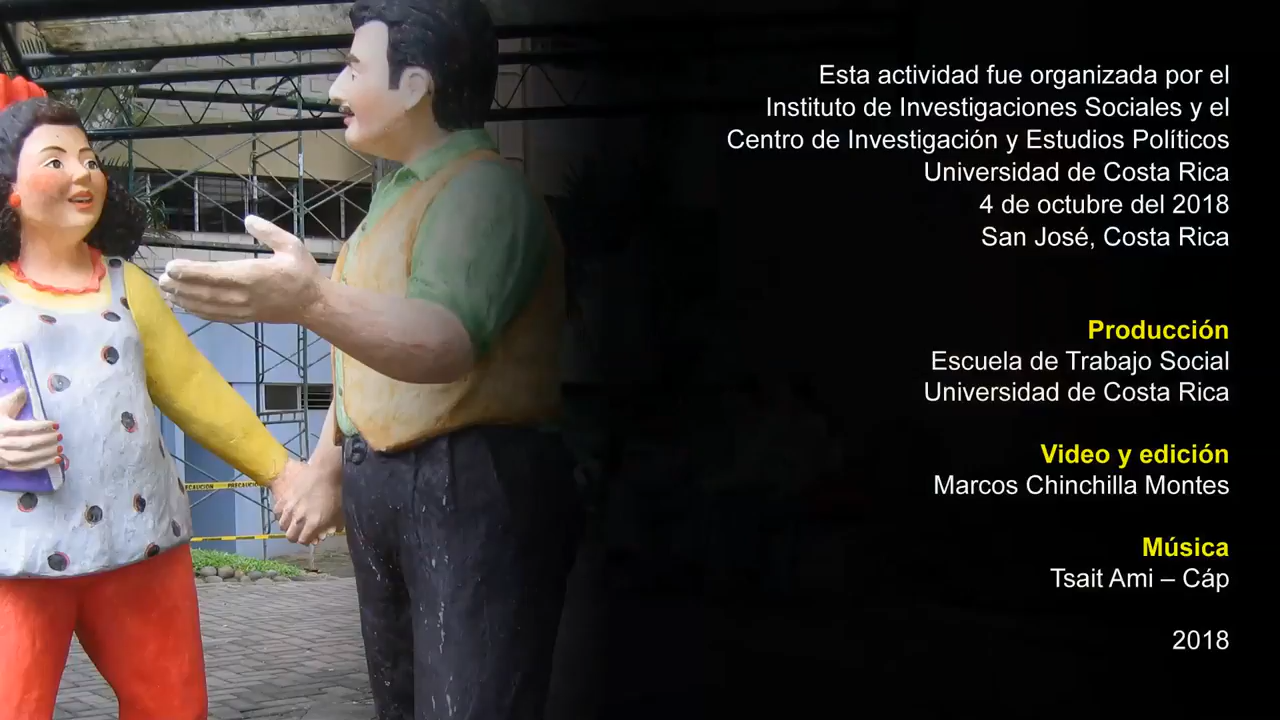 Esta actividad fue organizada por el
Instituto de Investigaciones Sociales y el
Centro de Investigación y Estudios Políticos
Universidad de Costa Rica
4 de octubre del 2018
San José, Costa Rica
Producción
Escuela de Trabajo Social
Universidad de Costa Rica
Video y edición
Marcos Chinchilla Montes
Música
Tsait Ami – Cáp
2018
PRECAUCIÓN